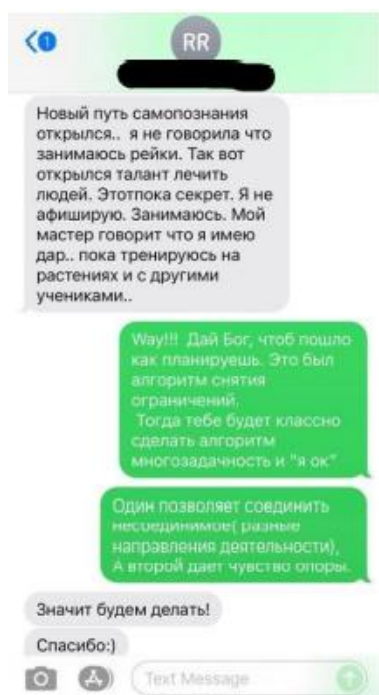 1
RR
Новый путь самопознания
открылся.. я не говорила что
занимаюсь рейки. Так вот
открылся талант лечить
людей. Этотпока секрет. Я не
афиширую. Занимаюсь. Мой
мастер говорит что я имею
дар.. пока тренируюсь на
растениях и с другими
учениками..
Way!!! Дай Бог, чтоб пошло
как планируешь. Это был
алгоритм снятия
ограничений.
Тогда тебе будет классно
сделать алгоритм
многозадачность и "я ок"
Один позволяет соединить
несоединимое( разные
направления деятельности),
А второй дает чувство опоры.
Значит будем делать!
Спасибо:)
Text Message